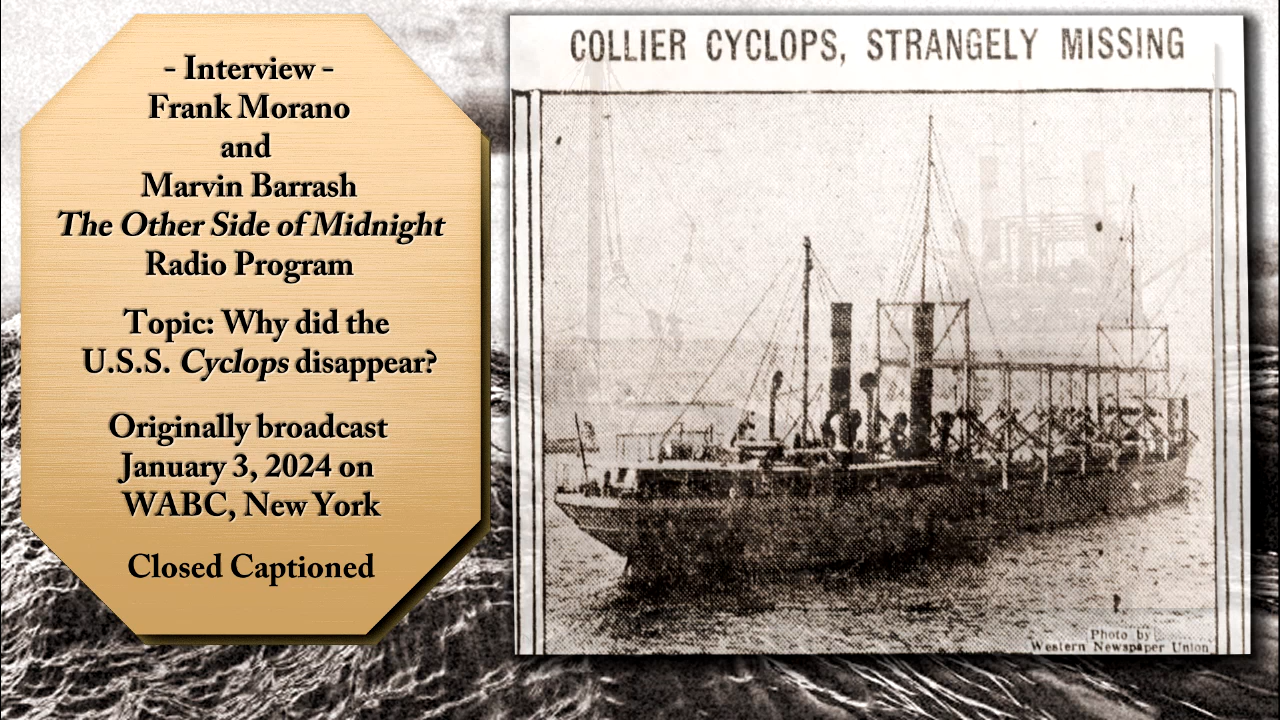 - Interview -
Frank Morano
and
Marvin Barrash
The Other Side of Midnight
Radio Program
Topic: Why did the
U.S.S. Cyclops disappear?
Originally broadcast
January 3, 2024 on
WABC, New York
Closed Captioned
COLLIER CYCLOPS, STRANGELY MISSING
Photo by
Western Newspaper Union